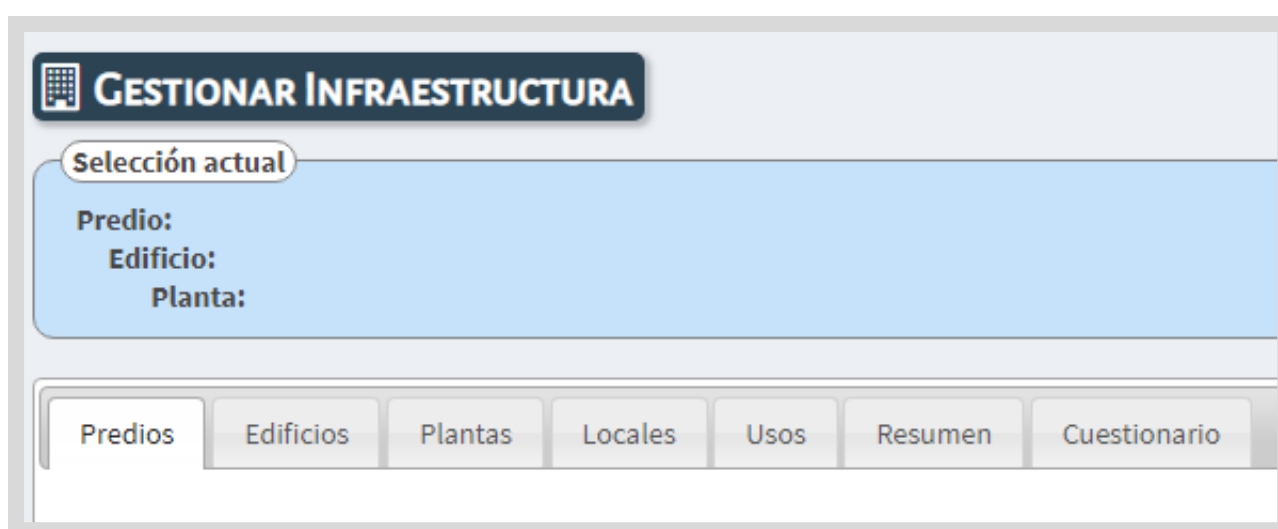 GESTIONAR INFRAESTRUCTURA
Selección actual
Predio:
Edificio:
Planta:
Predios Edificios Plantas Locales Usos Resumen Cuestionario